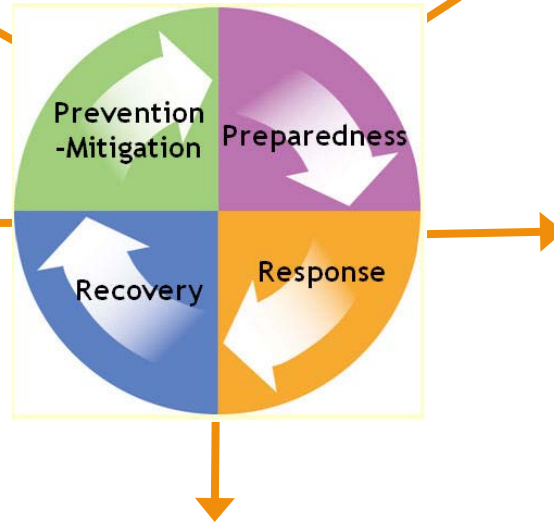 Prevention
-Mitigation
Preparedness
Recovery
Response